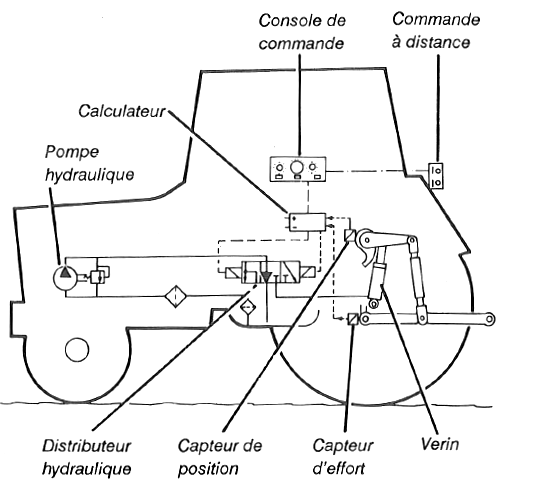 Console de
commande
Commande
à distance
Calculateur
Pompe
hydraulique
Distributeur
hydraulique
Capteur de
position
Capteur
d'effort
Verin